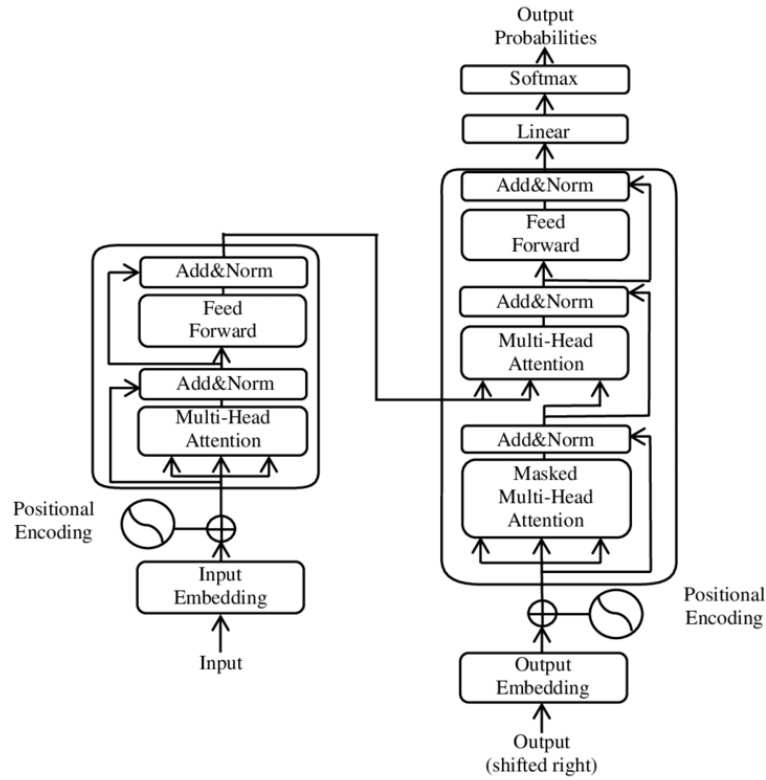 Output
Probabilities
Softmax
Linear
Add&Norm
Feed
Forward
Add&Norm
Multi-Head
Attention
Add&Norm
Masked
Multi-Head
Attention
Positional
Encoding
Output
Embedding
Output
(shifted right)
Add&Norm
Feed
Forward
Add&Norm
Multi-Head
Attention
Positional
Encoding
Input
Embedding
Input